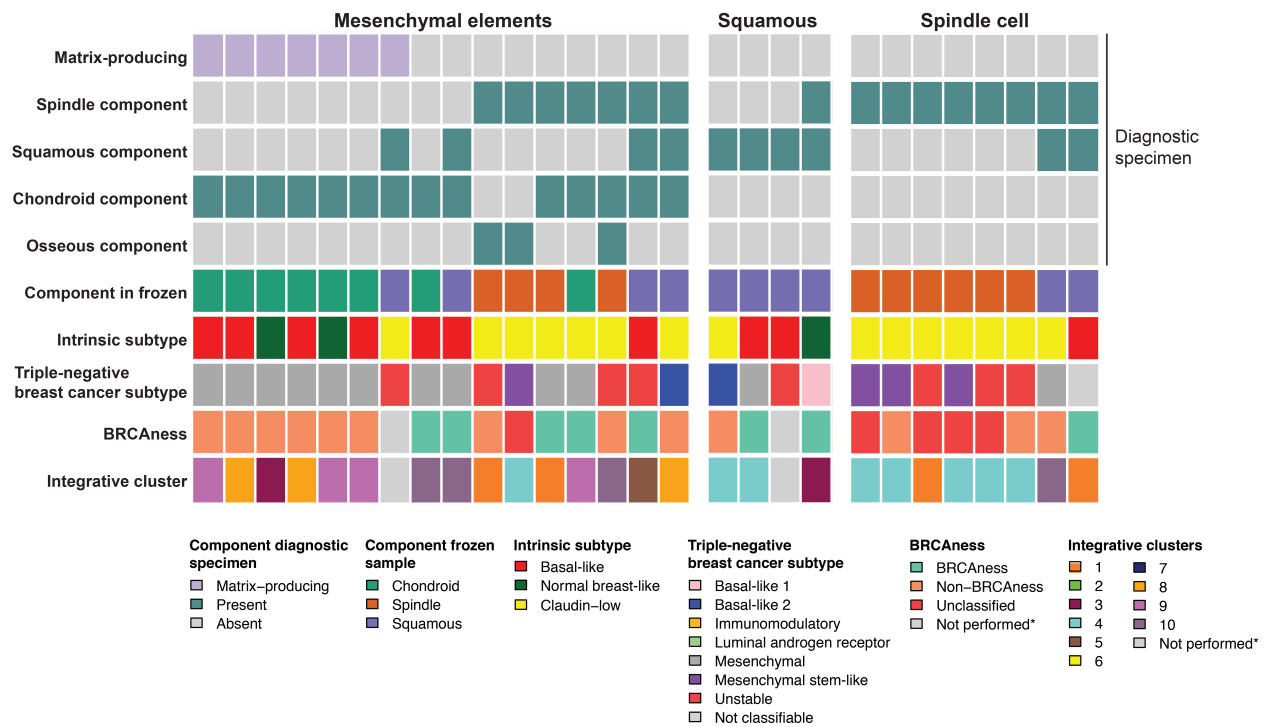 Mesenchymal elements
Squamous
Spindle cell
Matrix-producing
Spindle component
Squamous component
Chondroid component
Osseous component
Component in frozen
Intrinsic subtype
Triple-negative
breast cancer subtype
BRCAness
Integrative cluster
Diagnostic
specimen
Component diagnostic
specimen
Matrix−producing
Present
Absent
Component frozen
sample
Chondroid
Spindle
Squamous
Intrinsic subtype
Basal-like
Normal breast-like
Claudin−low
Triple-negative
breast cancer subtype
Basal-like 1
Basal-like 2
Immunomodulatory
Luminal androgen receptor
Mesenchymal
Mesenchymal stem-like
Unstable
Not classifiable
BRCAness
BRCAness
Non−BRCAness
Unclassified
Not performed*
Integrative clusters
1
2
3
4
5
6
7
8
9
10
Not performed*